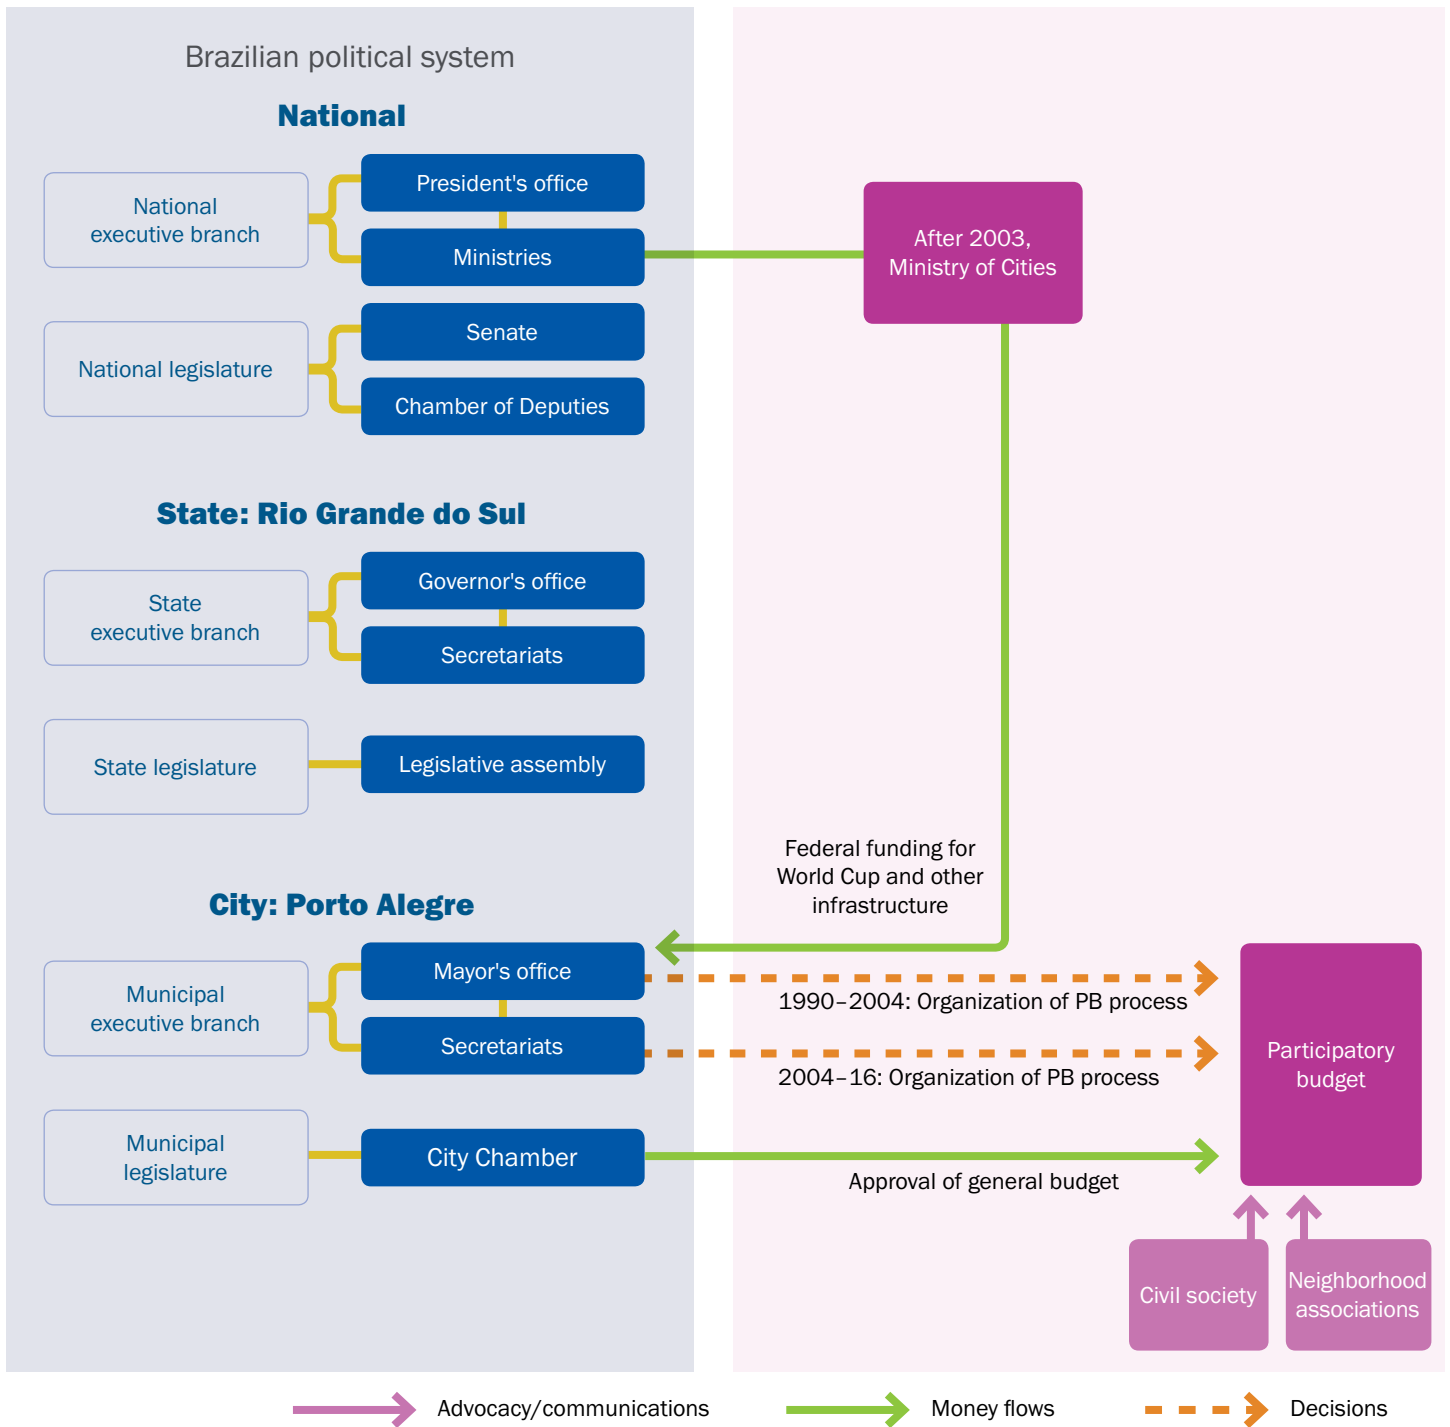 Brazilian political system
National
National
executive branch
President's office
Ministries
After 2003,
Ministry of Cities
National legislature
Senate
Chamber of Deputies
State: Rio Grande do Sul
State
executive branch
Governor's office
Secretariats
State legislature
Legislative assembly
Federal funding for
World Cup and other
infrastructure
City: Porto Alegre
Municipal
executive branch
Mayor's office
Secretariats
1990–2004: Organization of PB process
2004–16: Organization of PB process
Participatory
budget
Municipal
legislature
City Chamber
Approval of general budget
Civil society
Neighborhood
associations
Advocacy/communications
Money flows
Decisions